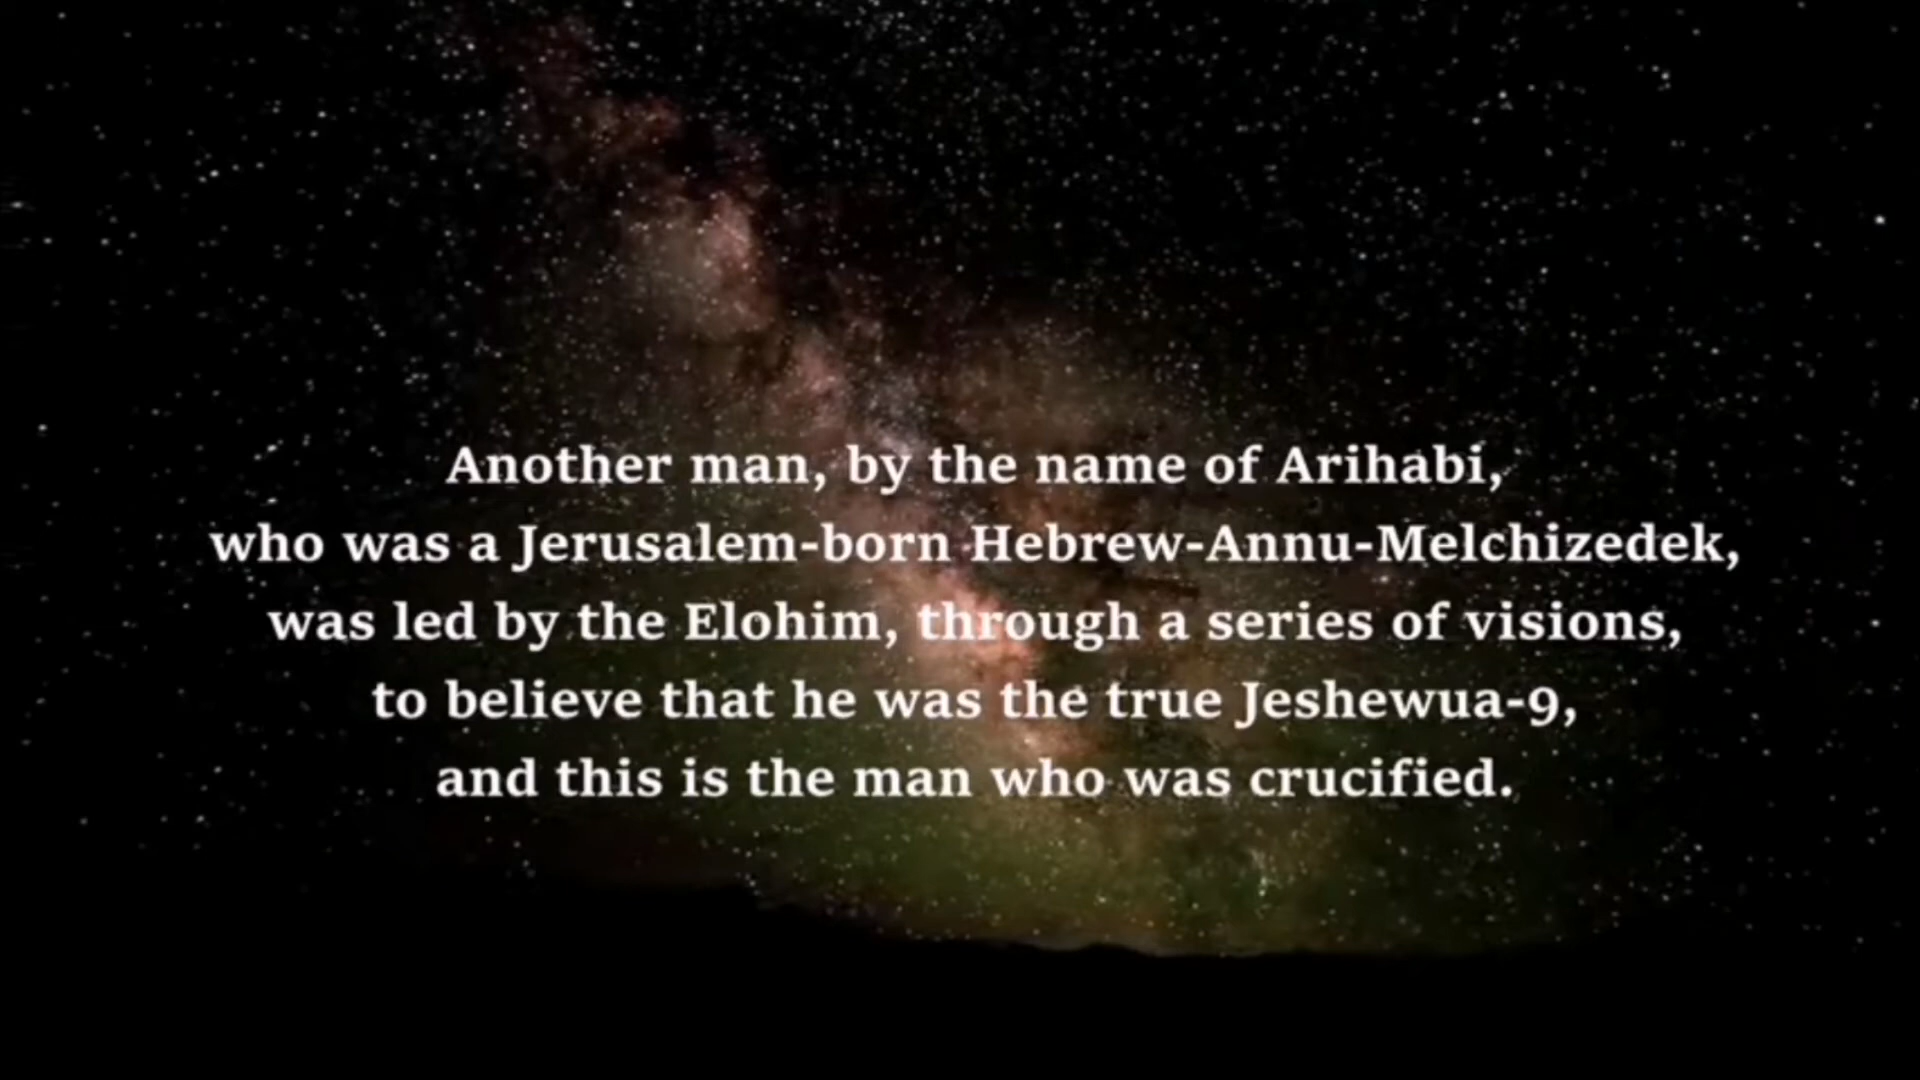 Another man, by the name of Arihabi,
who was a Jerusalem-born Hebrew-Annu-Melchizedek,
was led by the Elohim, through a series of visions,
to believe that he was the true Jeshewua-9,
and this is the man who was crucified.